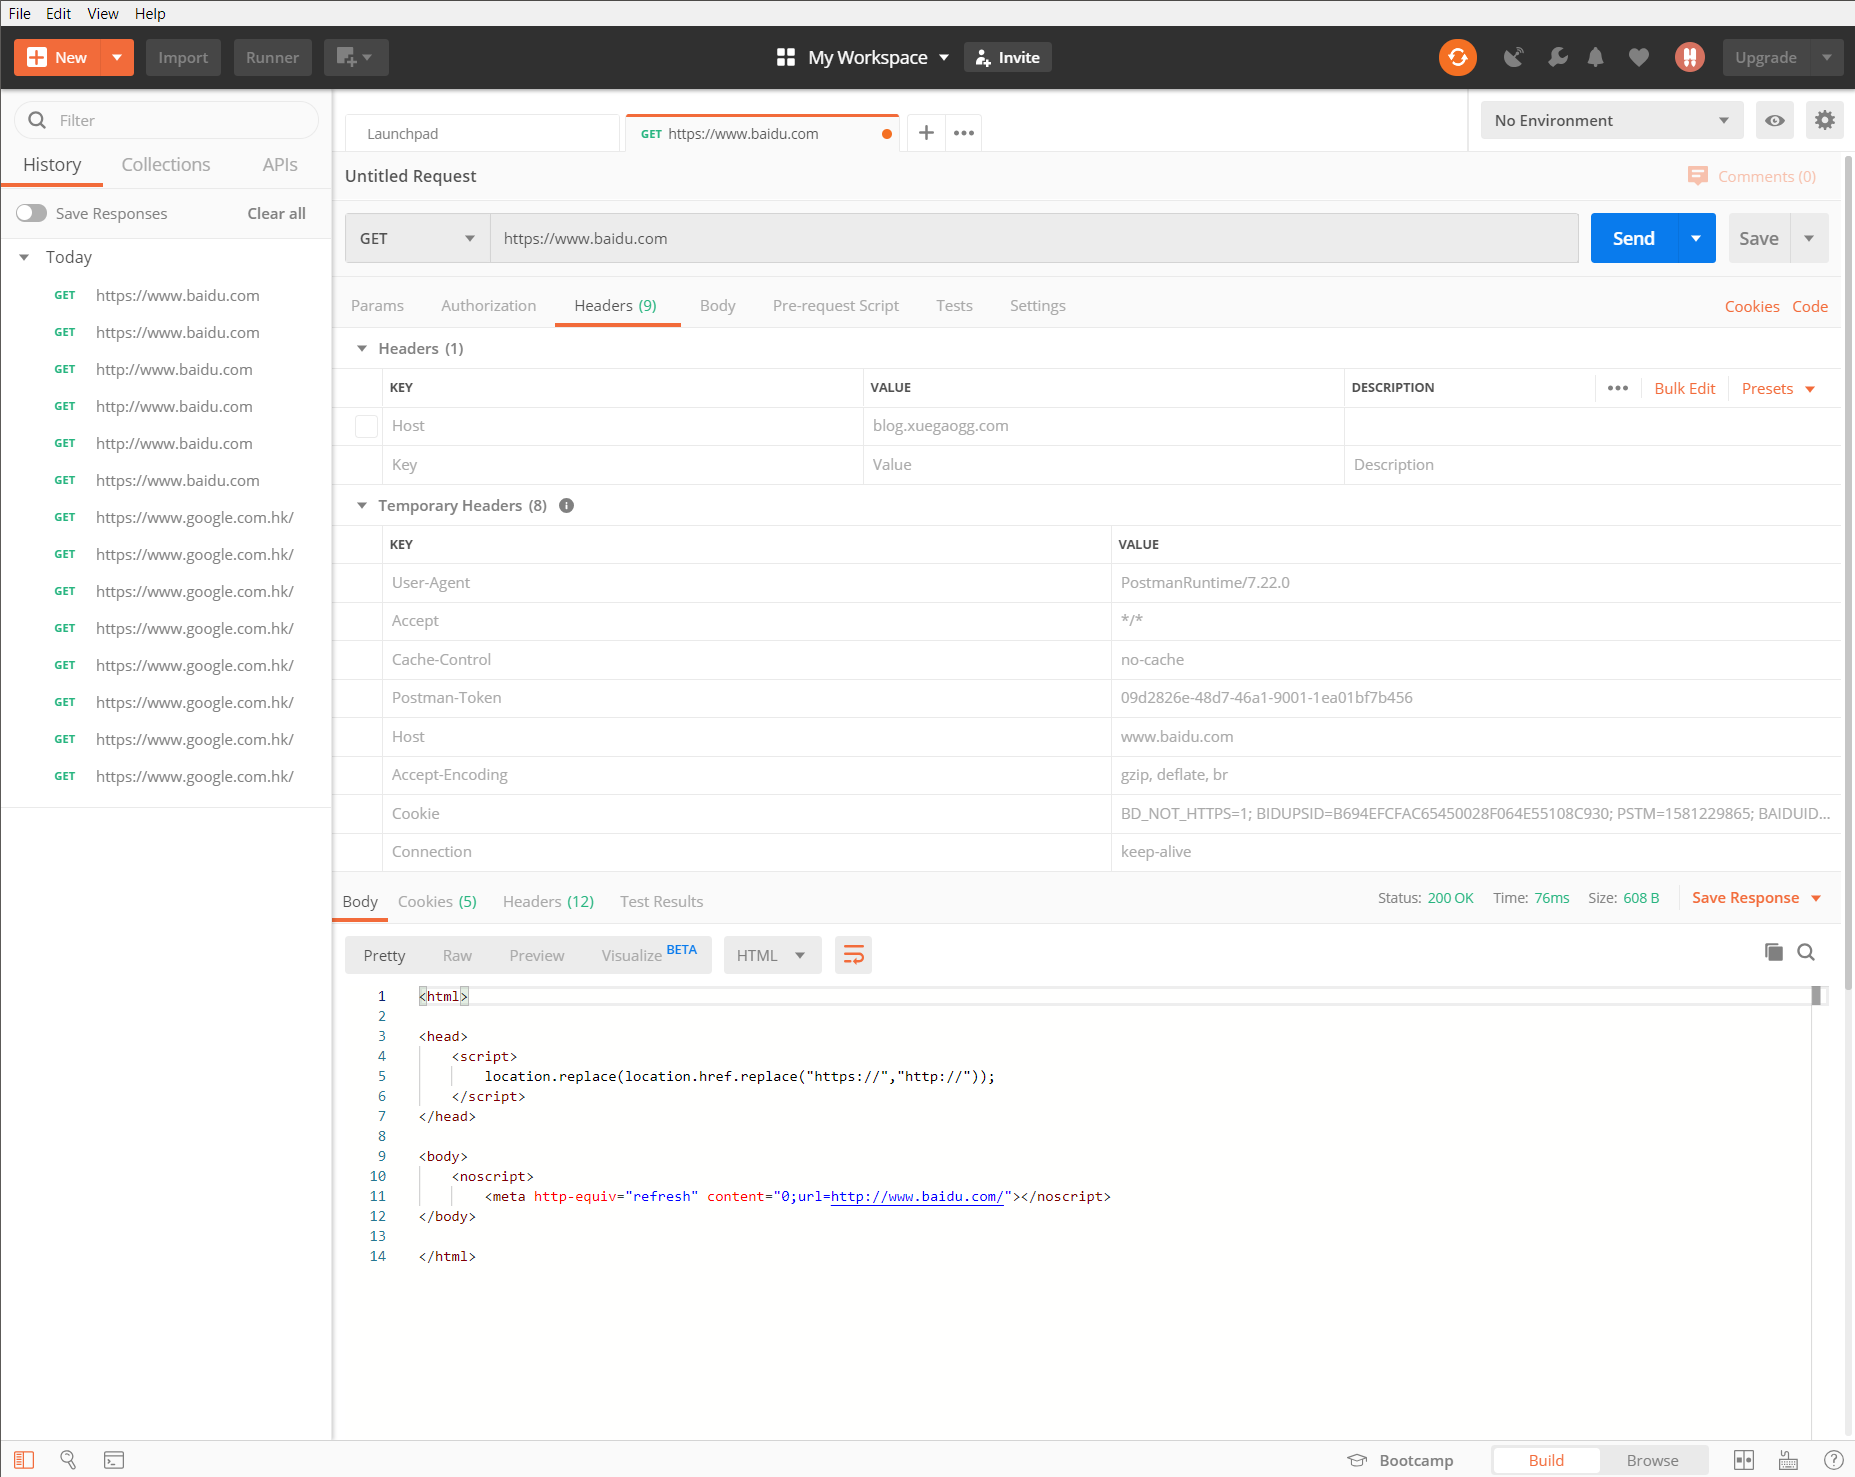 File Edit View Help
New Import Runner My Workspace Invite Upgrade
Filter
History Collections APIs
Save Responses Clear all
Today
GET https://www.baidu.com
GET https://www.baidu.com
GET http://www.baidu.com
GET http://www.baidu.com
GET http://www.baidu.com
GET https://www.baidu.com
GET https://www.google.com.hk/
GET https://www.google.com.hk/
GET https://www.google.com.hk/
GET https://www.google.com.hk/
GET https://www.google.com.hk/
GET https://www.google.com.hk/
GET https://www.google.com.hk/
GET https://www.google.com.hk/
Launchpad GET https://www.baidu.com No Environment
Untitled Request Comments (0)
GET https://www.baidu.com Send Save
Params Authorization Headers (9) Body Pre-request Script Tests Settings Cookies Code
Headers (1)
KEY VALUE DESCRIPTION Bulk Edit Presets
Host blog.xuegaogg.com
Key Value Description
Temporary Headers (8)
KEY VALUE
User-Agent PostmanRuntime/7.22.0
Accept */*
Cache-Control no-cache
Postman-Token 09d2826e-48d7-46a1-9001-1ea01bf7b456
Host www.baidu.com
Accept-Encoding gzip, deflate, br
Cookie BD_NOT_HTTPS=1; BIDUPSID=B694EFCFAC65450028F064E55108C930; PSTM=1581229865; BAIDUID...
Connection keep-alive
Body Cookies (5) Headers (12) Test Results Status: 200 OK Time: 76ms Size: 608 B Save Response
Pretty Raw Preview Visualize BETA HTML
1 <html>
2
3 <head>
4 <script>
5 location.replace(location.href.replace("https://","http://"));
6 </script>
7 </head>
8
9 <body>
10 <noscript>
11 <meta http-equiv="refresh" content="0;url=http://www.baidu.com/"></noscript>
12 </body>
13
14 </html>
Bootcamp Build Browse